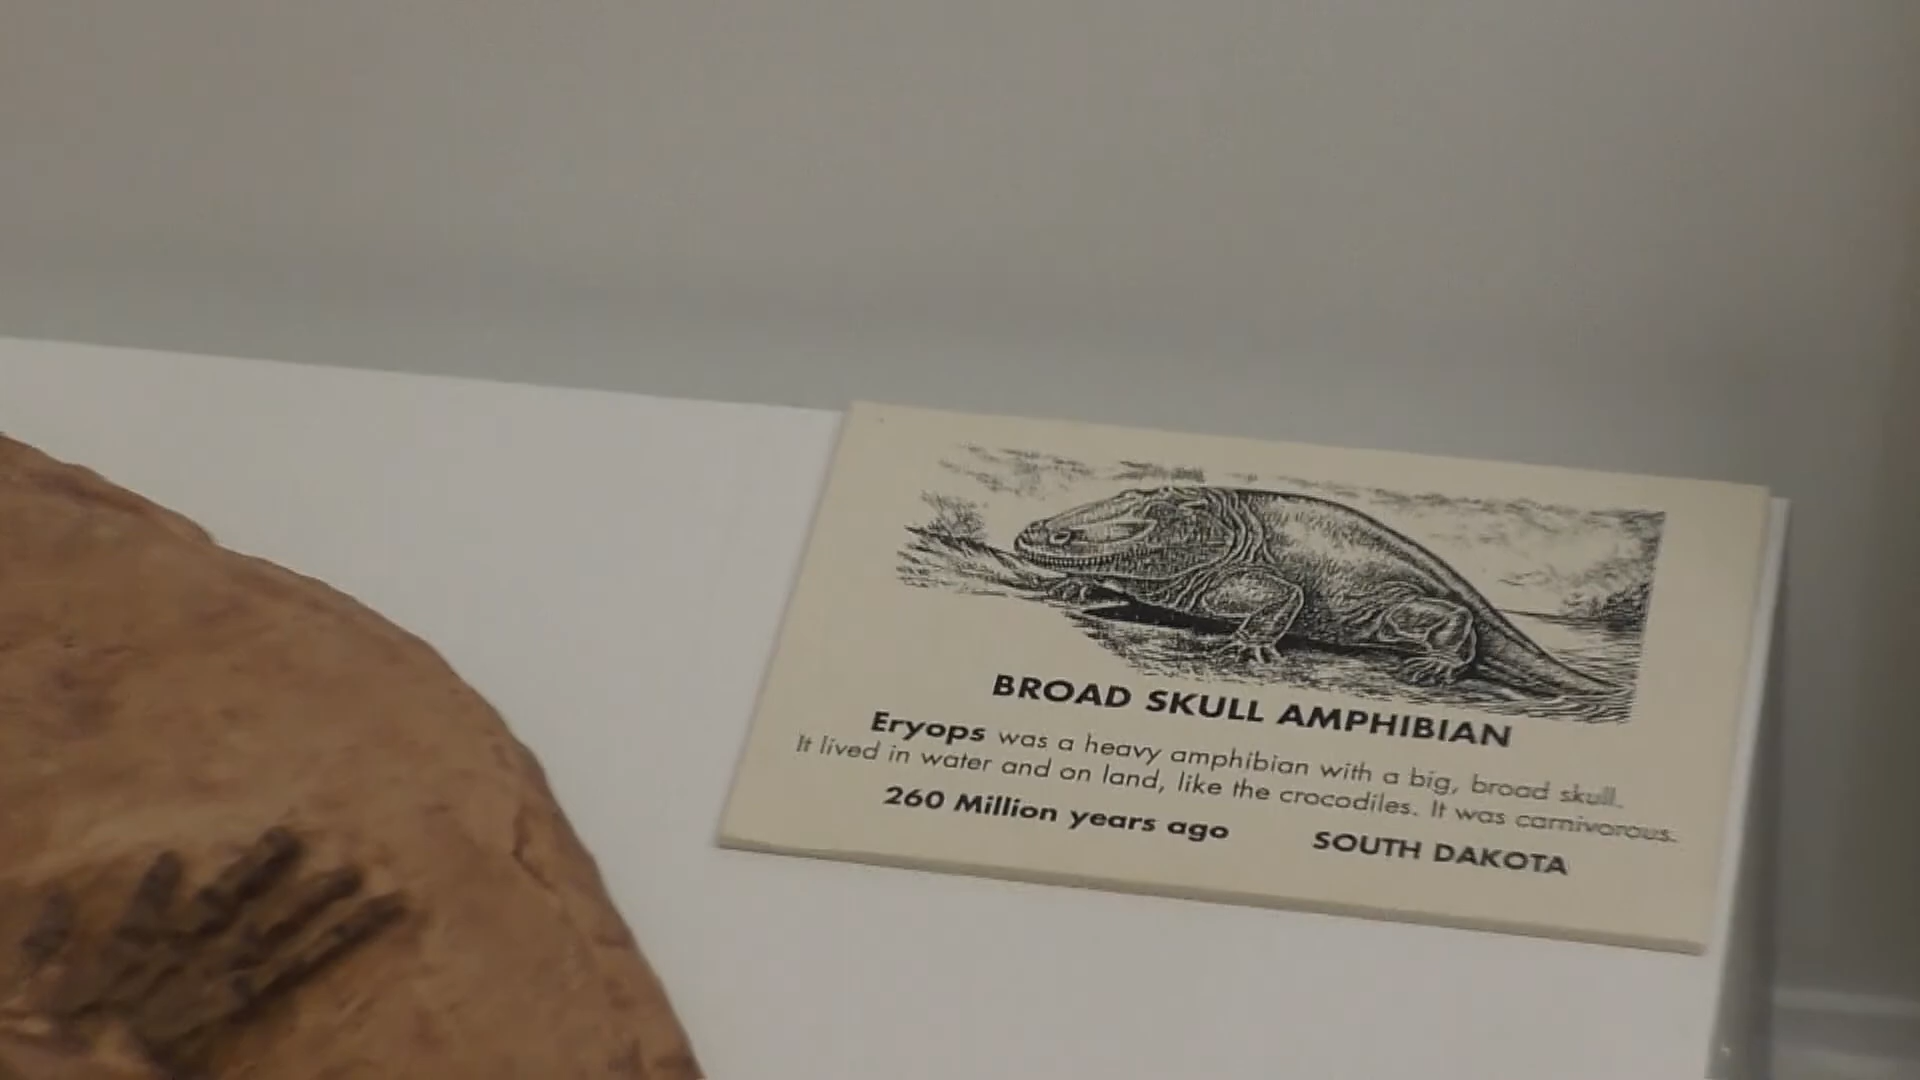 BROAD SKULL AMPHIBIAN
Eryops was a heavy amphibian with a big, broad skull.
It lived in water and on land, like the crocodiles. It was carnivorous.
260 Million years ago SOUTH DAKOTA